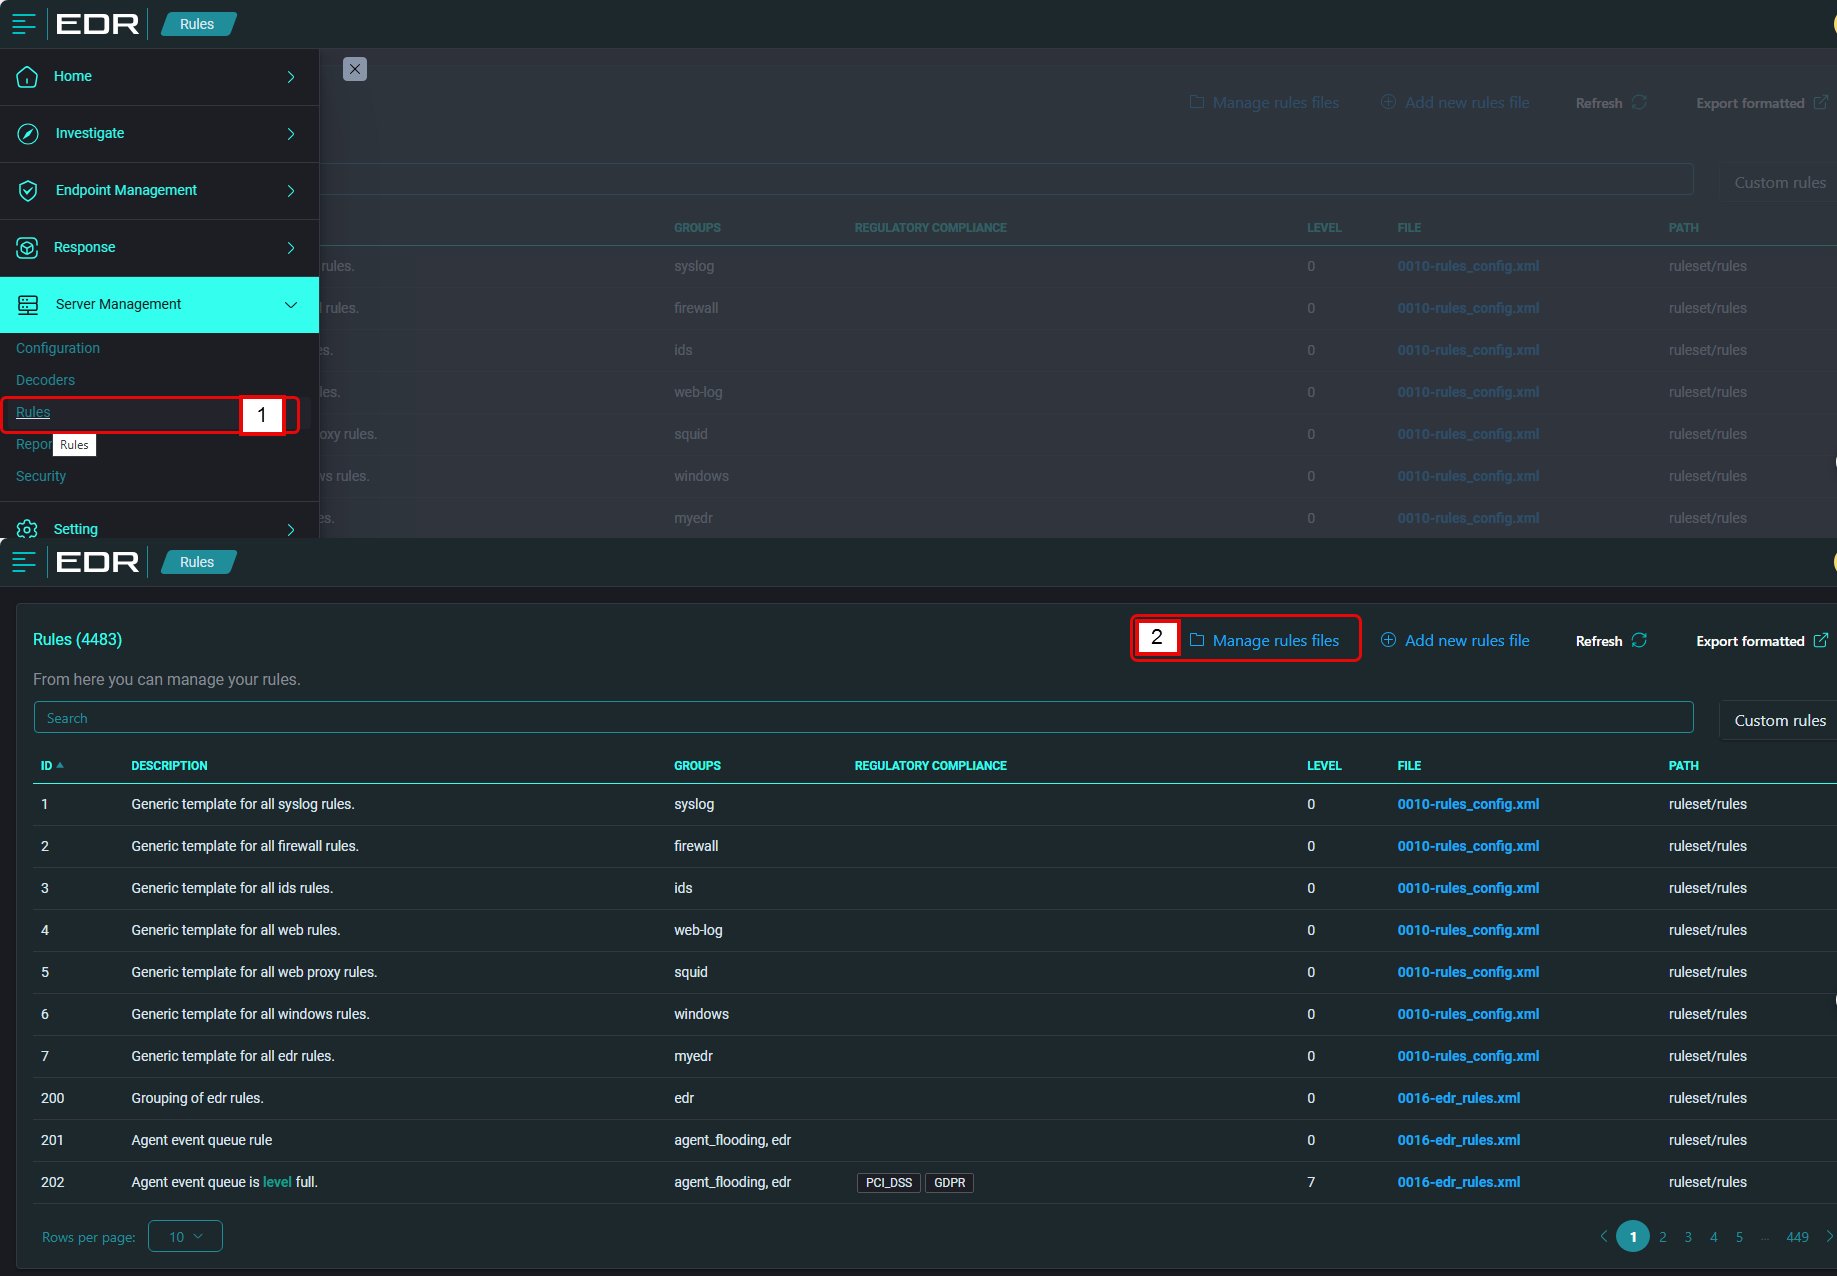 EDR Rules
Home
Manage rules files Add new rules file Refresh Export formatted
Investigate
Custom rules
Endpoint Management
GROUPS REGULATORY COMPLIANCE LEVEL FILE PATH
Response
rules. syslog 0 0010-rules_config.xml ruleset/rules
Server Management
rules. firewall 0 0010-rules_config.xml ruleset/rules
Configuration
es. ids 0 0010-rules_config.xml ruleset/rules
Decoders
les. web-log 0 0010-rules_config.xml ruleset/rules
Rules 1
oxy rules. squid 0 0010-rules_config.xml ruleset/rules
Repor Rules
Security
ws rules. windows 0 0010-rules_config.xml ruleset/rules
es. myedr 0 0010-rules_config.xml ruleset/rules
Setting
EDR Rules
Rules (4483) 2 Manage rules files Add new rules file Refresh Export formatted
From here you can manage your rules.
Search Custom rules
ID DESCRIPTION GROUPS REGULATORY COMPLIANCE LEVEL FILE PATH
1 Generic template for all syslog rules. syslog 0 0010-rules_config.xml ruleset/rules
2 Generic template for all firewall rules. firewall 0 0010-rules_config.xml ruleset/rules
3 Generic template for all ids rules. ids 0 0010-rules_config.xml ruleset/rules
4 Generic template for all web rules. web-log 0 0010-rules_config.xml ruleset/rules
5 Generic template for all web proxy rules. squid 0 0010-rules_config.xml ruleset/rules
6 Generic template for all windows rules. windows 0 0010-rules_config.xml ruleset/rules
7 Generic template for all edr rules. myedr 0 0010-rules_config.xml ruleset/rules
200 Grouping of edr rules. edr 0 0016-edr_rules.xml ruleset/rules
201 Agent event queue rule agent_flooding, edr 0 0016-edr_rules.xml ruleset/rules
202 Agent event queue is level full. agent_flooding, edr PCI_DSS GDPR 7 0016-edr_rules.xml ruleset/rules
Rows per page: 10 1 2 3 4 5 ... 449